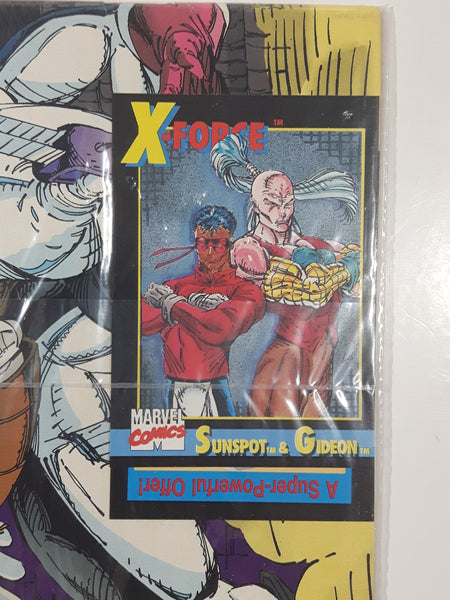 X-FORCE™
MARVEL
COMICS
M
SUNSPOT™ & GIDEON™
A Super-Powerful Offer!